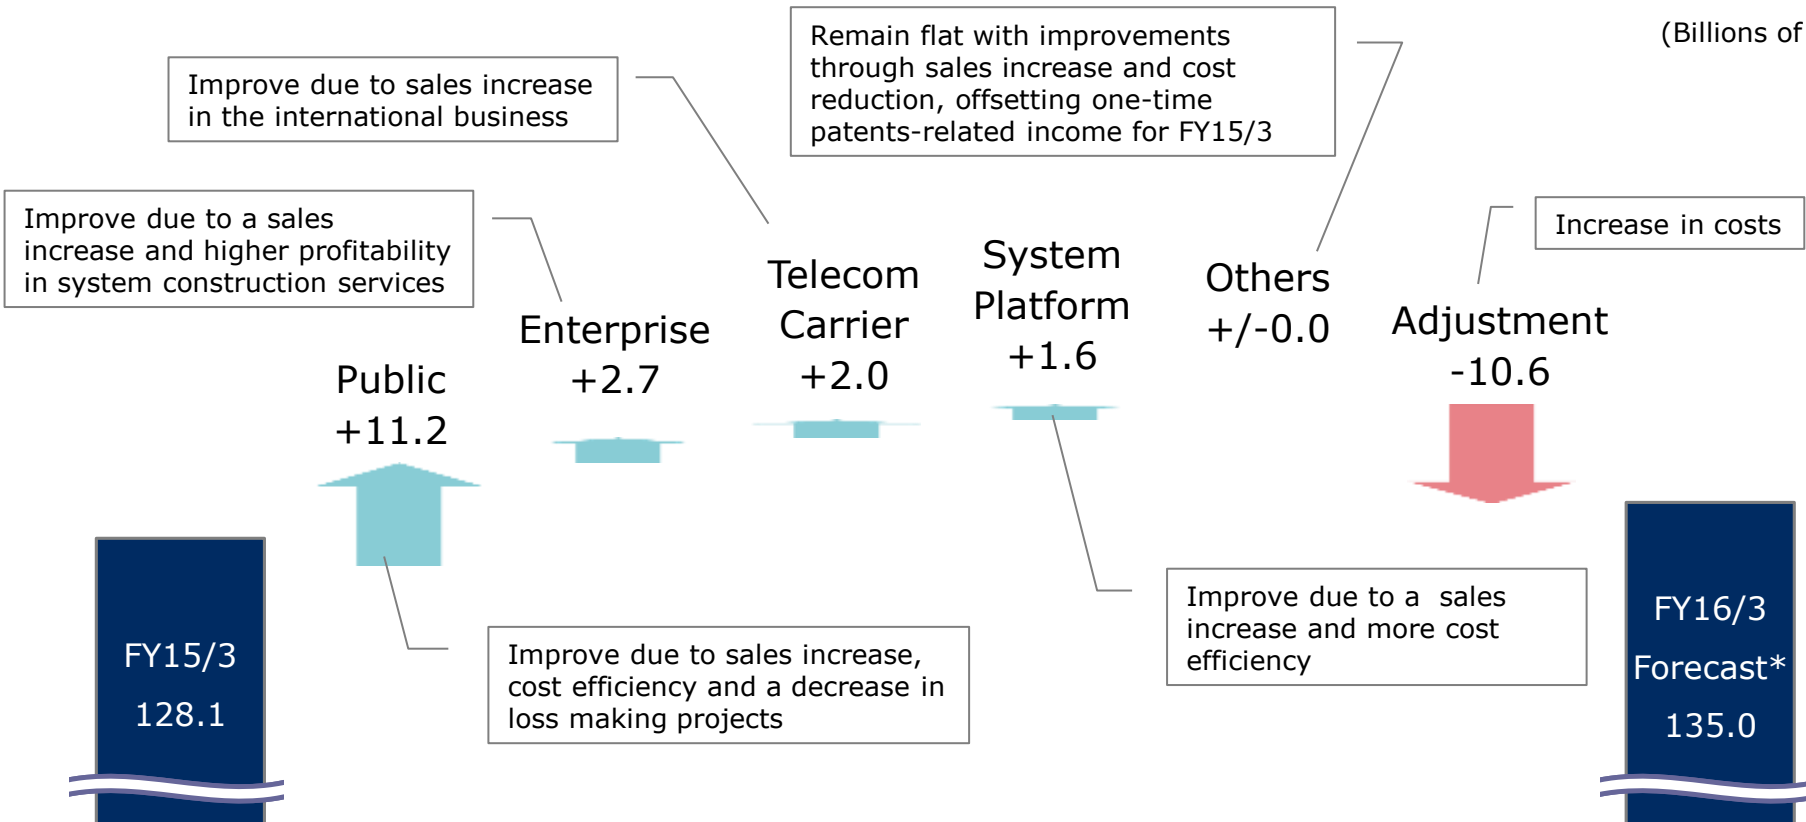 (Billions of
Remain flat with improvements
through sales increase and cost
reduction, offsetting one-time
patents-related income for FY15/3
Improve due to sales increase
in the international business
Improve due to a sales
increase and higher profitability
in system construction services
Increase in costs
Public
+11.2
Enterprise
+2.7
Telecom
Carrier
+2.0
System
Platform
+1.6
Others
+/-0.0
Adjustment
-10.6
FY15/3
128.1
Improve due to sales increase,
cost efficiency and a decrease in
loss making projects
Improve due to a sales
increase and more cost
efficiency
FY16/3
Forecast*
135.0